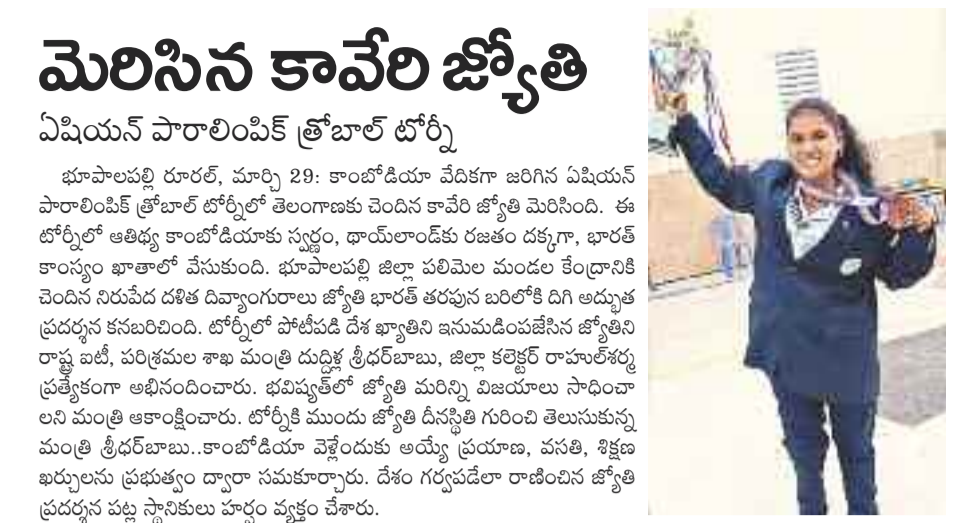 మెరిసిన కావేరి జ్యోతి
ఏషియన్ పారాలింపిక్ త్రోబాల్ టోర్నీ
భూపాలపల్లి రూరల్, మార్చి 29: కాంబోడియా వేదికగా జరిగిన ఏషియన్
పారాలింపిక్ త్రోబాల్ టోర్నీలో తెలంగాణకు చెందిన కావేరి జ్యోతి మెరిసింది. ఈ
టోర్నీలో ఆతిథ్య కాంబోడియాకు స్వర్ణం, థాయ్‌లాండ్‌కు రజతం దక్కగా, భారత్
కాంస్యం ఖాతాలో వేసుకుంది. భూపాలపల్లి జిల్లా పలిమెల మండల కేంద్రానికి
చెందిన నిరుపేద దళిత దివ్యాంగురాలు జ్యోతి భారత్ తరఫున బరిలోకి దిగి అద్భుత
ప్రదర్శన కనబరిచింది. టోర్నీలో పోటీపడి దేశ ఖ్యాతిని ఇనుమడింపజేసిన జ్యోతిని
రాష్ట్ర ఐటీ, పరిశ్రమల శాఖ మంత్రి దుద్దిళ్ల శ్రీధర్‌బాబు, జిల్లా కలెక్టర్ రాహుల్‌శర్మ
ప్రత్యేకంగా అభినందించారు. భవిష్యత్‌లో జ్యోతి మరిన్ని విజయాలు సాధించా
లని మంత్రి ఆకాంక్షించారు. టోర్నీకి ముందు జ్యోతి దీనస్థితి గురించి తెలుసుకున్న
మంత్రి శ్రీధర్‌బాబు..కాంబోడియా వెళ్లేందుకు అయ్యే ప్రయాణ, వసతి, శిక్షణ
ఖర్చులను ప్రభుత్వం ద్వారా సమకూర్చారు. దేశం గర్వపడేలా రాణించిన జ్యోతి
ప్రదర్శన పట్ల స్థానికులు హర్షం వ్యక్తం చేశారు.